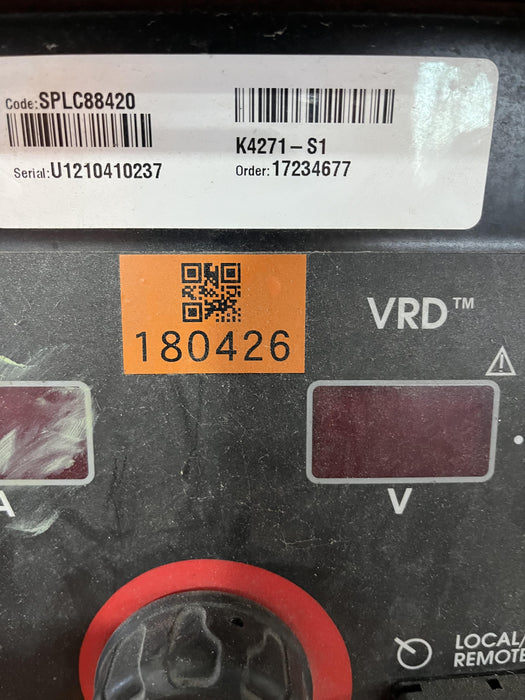 Code:SPLC88420
K4271-S1
Serial:U1210410237
Order:17234677
180426
VRD™
A
V
LOCAL/
REMOTE